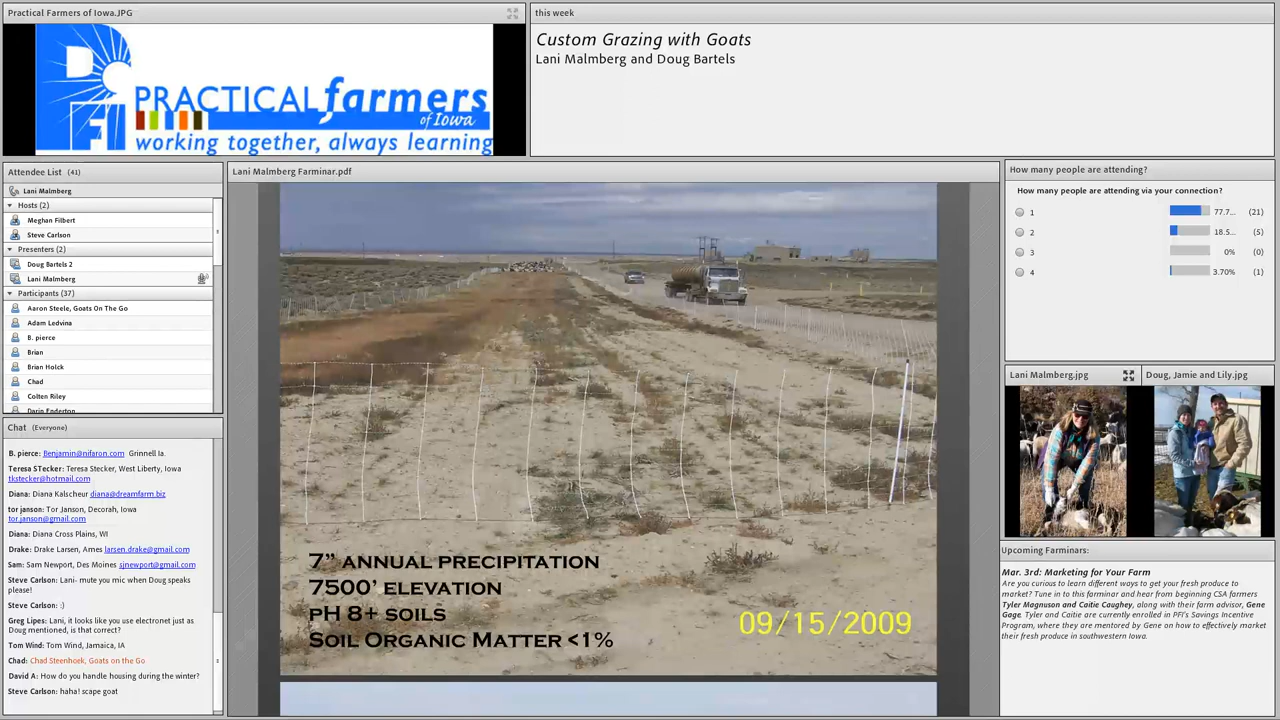 Practical Farmers of Iowa.JPG
PRACTICAL farmers
of Iowa
PFI
working together, always learning
this week
Custom Grazing with Goats
Lani Malmberg and Doug Bartels
Attendee List (41)
Lani Malmberg
Hosts (2)
Meghan Filbert
Steve Carlson
Presenters (2)
Doug Bartels 2
Lani Malmberg
Participants (37)
Aaron Steele, Goats On The Go
Adam Ledvina
B. pierce
Brian
Brian Holck
Chad
Colten Riley
Darin Enderton
Chat (Everyone)
B. pierce: Benjamin@nifaron.com Grinnell Ia.
Teresa STecker: Teresa Stecker, West Liberty, Iowa
tkstecker@hotmail.com
Diana: Diana Kalscheur diana@dreamfarm.biz
tor janson: Tor Janson, Decorah, Iowa
tor.janson@gmail.com
Diana: Diana Cross Plains, WI
Drake: Drake Larsen, Ames larsen.drake@gmail.com
Sam: Sam Newport, Des Moines sjnewport@gmail.com
Steve Carlson: Lani- mute you mic when Doug speaks
please!
Steve Carlson: :)
Greg Lipes: Lani, it looks like you use electronet just as
Doug mentioned, is that correct?
Tom Wind: Tom Wind, Jamaica, IA
Chad: Chad Steenhoek, Goats on the Go
David A: How do you handle housing during the winter?
Steve Carlson: haha! scape goat
Lani Malmberg Farminar.pdf
7” ANNUAL PRECIPITATION
7500’ ELEVATION
pH 8+ SOILS
SOIL ORGANIC MATTER <1%
09/15/2009
How many people are attending?
How many people are attending via your connection?
1 77.7... (21)
2 18.5... (5)
3 0% (0)
4 3.70% (1)
Lani Malmberg.jpg
Doug, Jamie and Lily.jpg
Upcoming Farminars:
Mar. 3rd: Marketing for Your Farm
Are you curious to learn different ways to get your fresh produce to
market? Tune in to this farminar and hear from beginning CSA farmers
Tyler Magnuson and Caitie Caughey, along with their farm advisor, Gene
Gage. Tyler and Caitie are currently enrolled in PFI's Savings Incentive
Program, where they are mentored by Gene on how to effectively market
their fresh produce in southwestern Iowa.